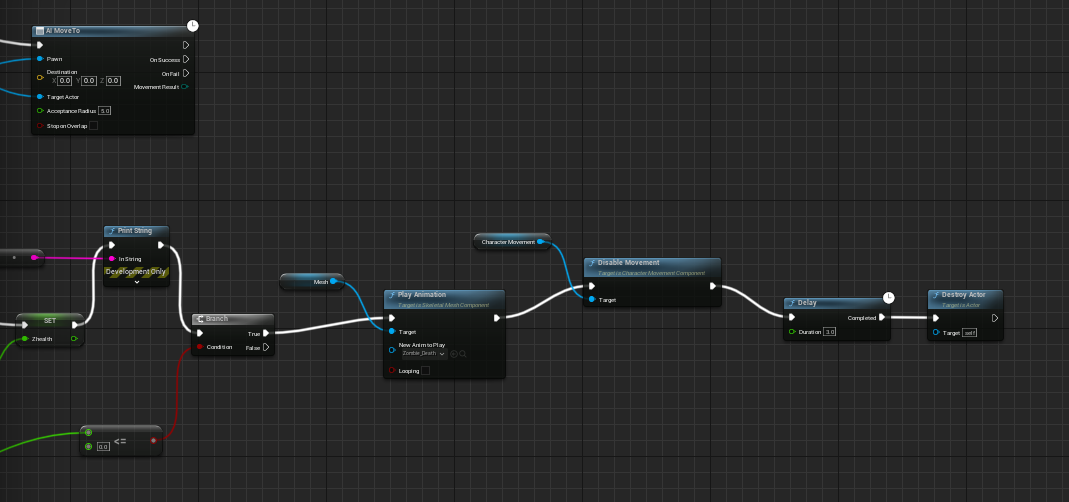 AI MoveTo
Pawn
On Success
Destination
X 0.0 Y 0.0 Z 0.0
On Fail
Movement Result
Target Actor
Acceptance Radius 5.0
Stop on Overlap
Print String
In String
Development Only
SET
Zhealth
Branch
True
Condition
False
<=
0.0
Mesh
Play Animation
Target is Skeletal Mesh Component
Target
New Anim to Play
Zombie_Death
Looping
Character Movement
Disable Movement
Target is Character Movement Component
Target
Delay
Completed
Duration 3.0
Destroy Actor
Target is Actor
Target self